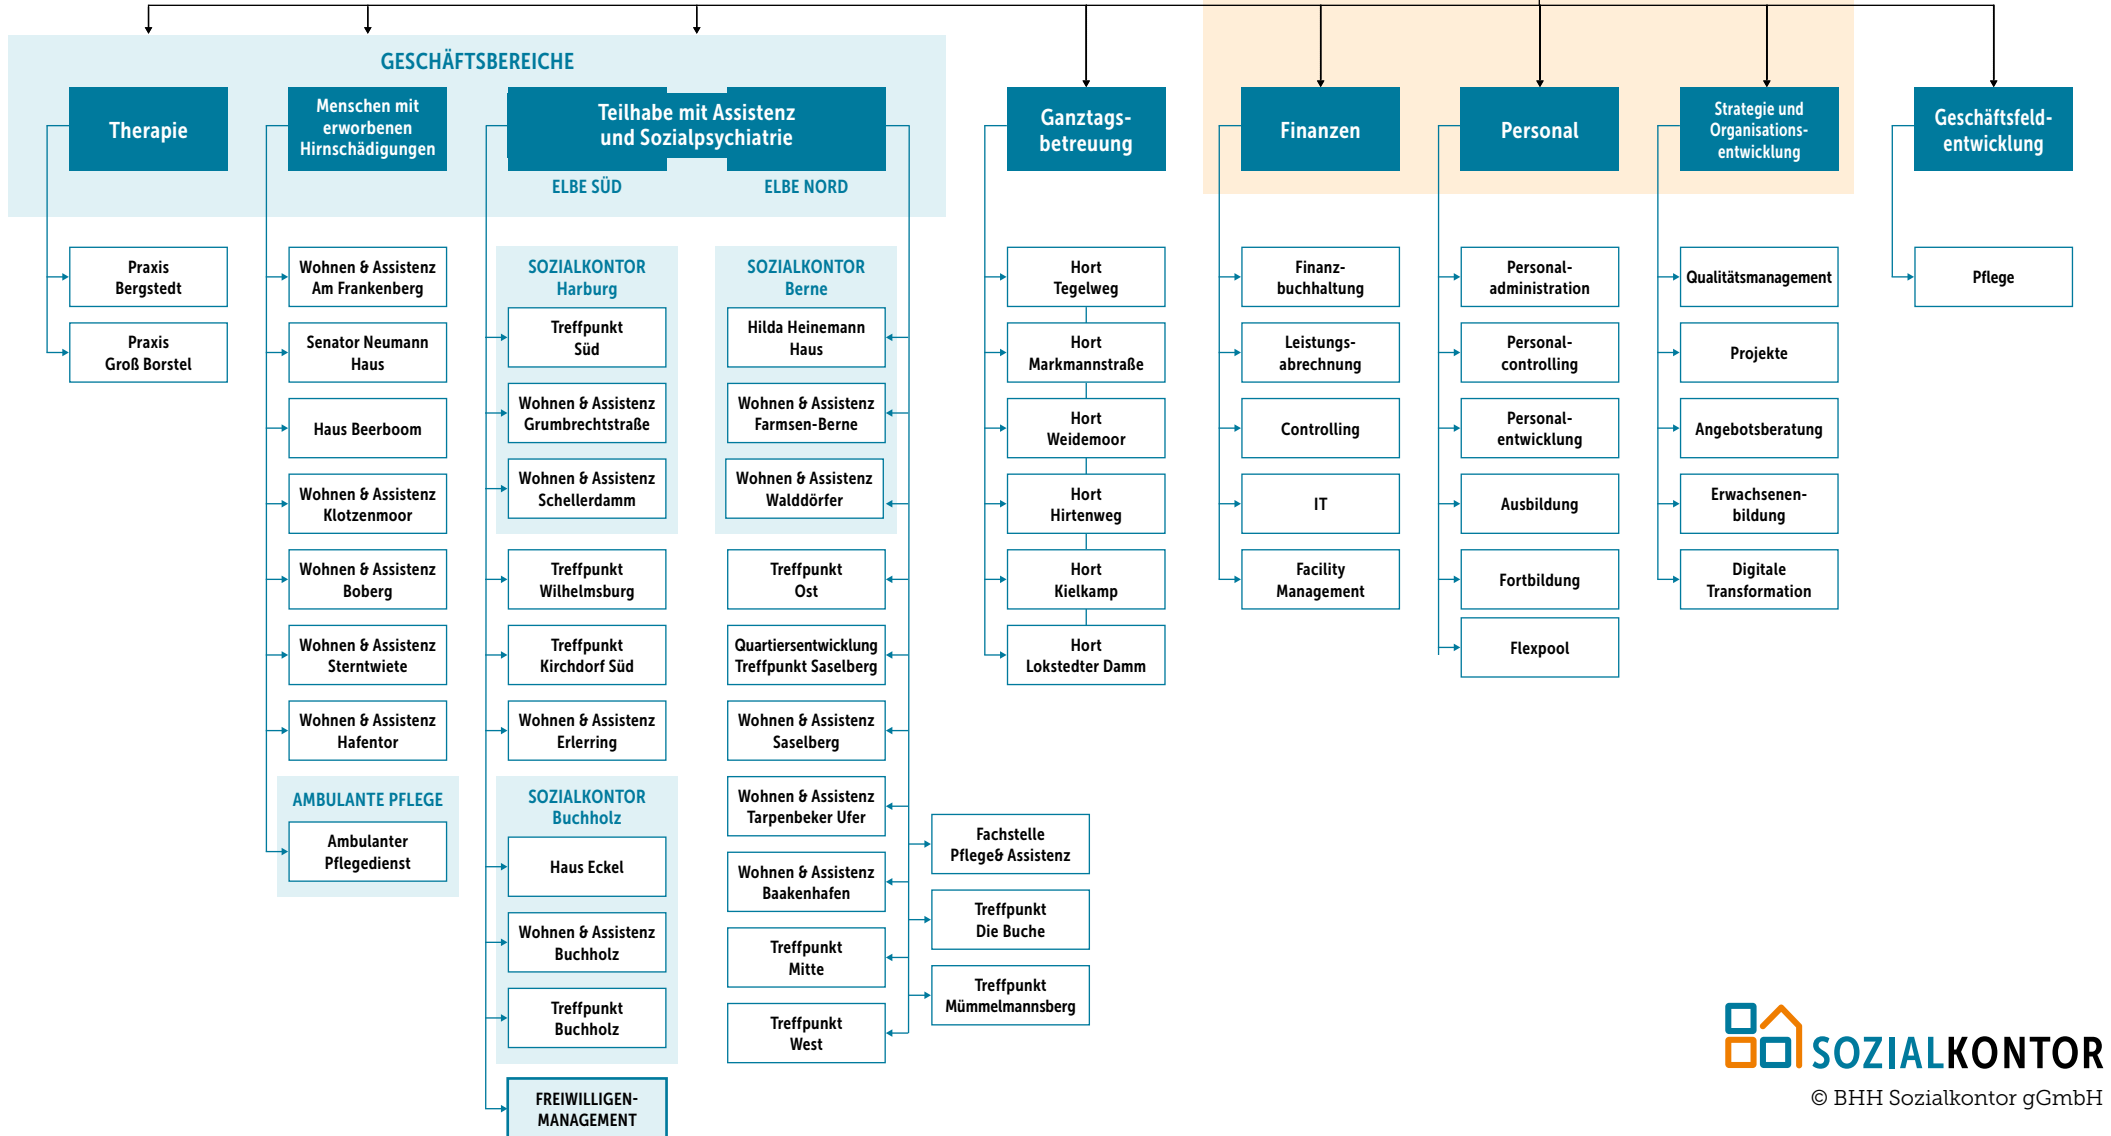 GESCHÄFTSBEREICHE
Therapie
Menschen mit
erworbenen
Hirnschädigungen
Teilhabe mit Assistenz
und Sozialpsychiatrie
ELBE SÜD
ELBE NORD
Ganztags-
betreuung
Finanzen
Personal
Strategie und
Organisations-
entwicklung
Geschäftsfeld-
entwicklung
Praxis
Bergstedt
Praxis
Groß Borstel
Wohnen & Assistenz
Am Frankenberg
Senator Neumann
Haus
Haus Beerboom
Wohnen & Assistenz
Klotzenmoor
Wohnen & Assistenz
Boberg
Wohnen & Assistenz
Sterntwiete
Wohnen & Assistenz
Hafentor
AMBULANTE PFLEGE
Ambulanter
Pflegedienst
SOZIALKONTOR
Harburg
Treffpunkt
Süd
Wohnen & Assistenz
Grumbrechtstraße
Wohnen & Assistenz
Schellerdamm
Treffpunkt
Wilhelmsburg
Treffpunkt
Kirchdorf Süd
Wohnen & Assistenz
Erlerring
SOZIALKONTOR
Buchholz
Haus Eckel
Wohnen & Assistenz
Buchholz
Treffpunkt
Buchholz
FREIWILLIGEN-
MANAGEMENT
SOZIALKONTOR
Berne
Hilda Heinemann
Haus
Wohnen & Assistenz
Farmsen-Berne
Wohnen & Assistenz
Walddörfer
Treffpunkt
Ost
Quartiersentwicklung
Treffpunkt Saselberg
Wohnen & Assistenz
Saselberg
Wohnen & Assistenz
Tarpenbeker Ufer
Wohnen & Assistenz
Baakenhafen
Treffpunkt
Mitte
Treffpunkt
West
Fachstelle
Pflege& Assistenz
Treffpunkt
Die Buche
Treffpunkt
Mümmelmannsberg
Hort
Tegelweg
Hort
Markmannstraße
Hort
Weidemoor
Hort
Hirtenweg
Hort
Kielkamp
Hort
Lokstedter Damm
Finanz-
buchhaltung
Leistungs-
abrechnung
Controlling
IT
Facility
Management
Personal-
administration
Personal-
controlling
Personal-
entwicklung
Ausbildung
Fortbildung
Flexpool
Qualitätsmanagement
Projekte
Angebotsberatung
Erwachsenen-
bildung
Digitale
Transformation
Pflege
SOZIALKONTOR
© BHH Sozialkontor gGmbH